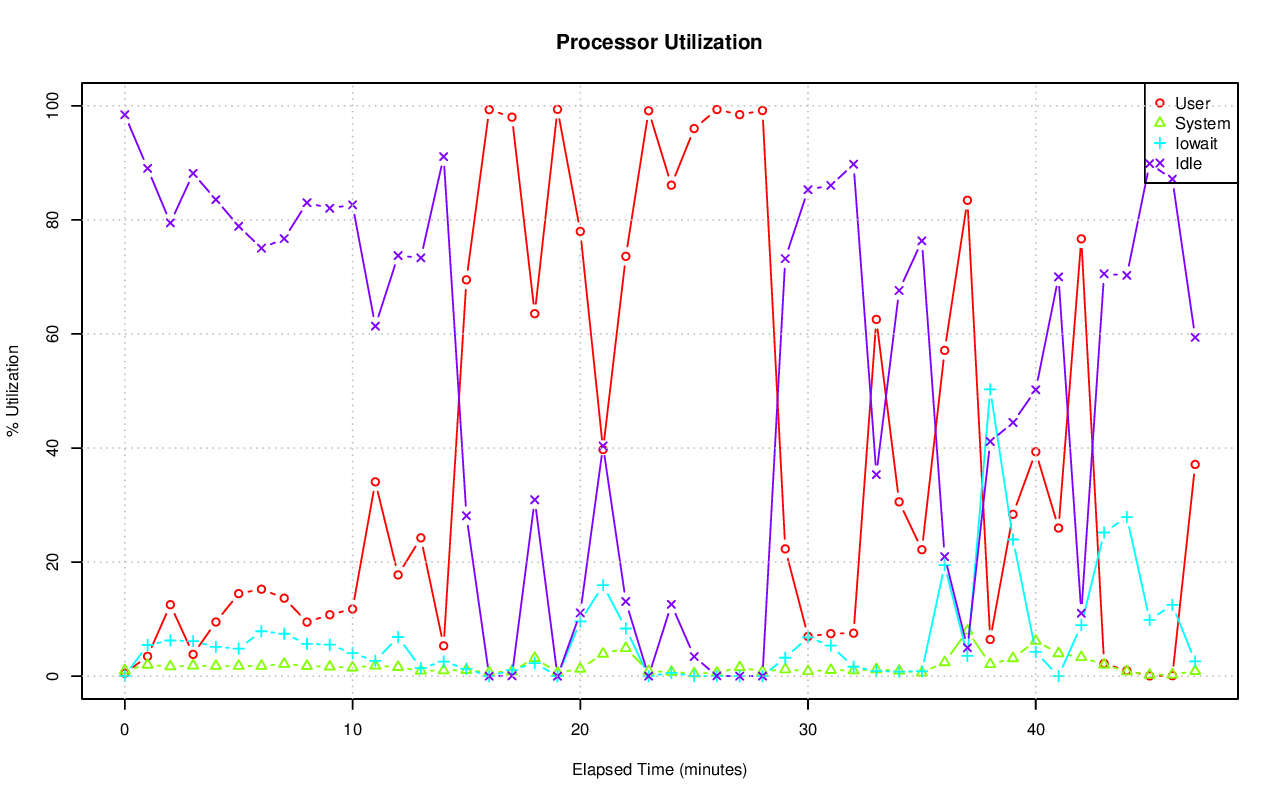 Processor Utilization
% Utilization
100
80
60
40
20
0
User
System
Iowait
Idle
0 10 20 30 40
Elapsed Time (minutes)